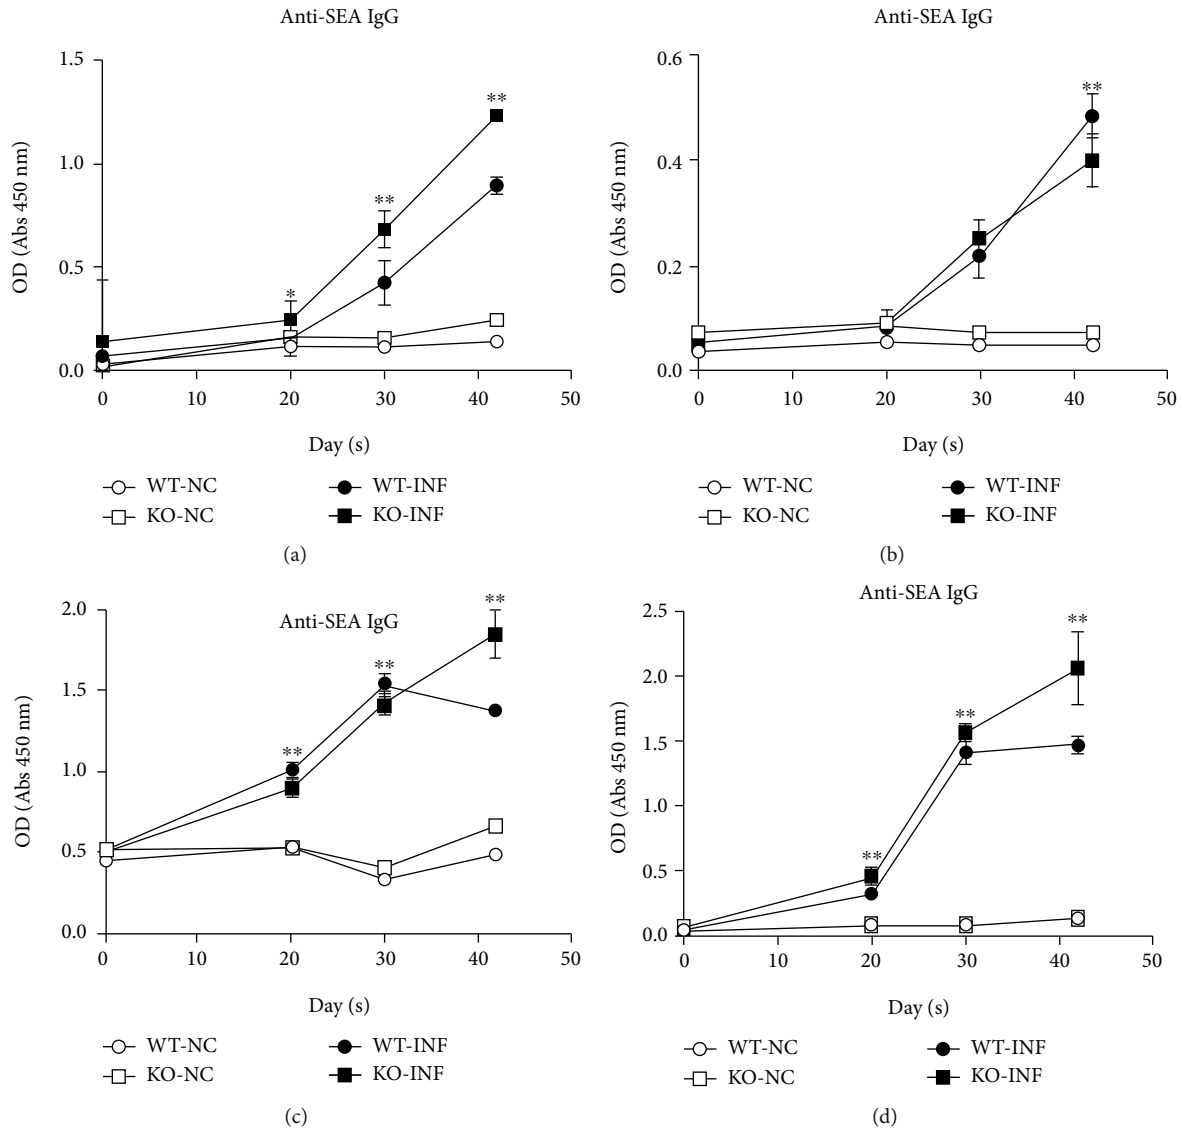 Anti-SEA IgG
OD (Abs 450 nm)
1.5
1.0
0.5
0.0
**
**
*
0 10 20 30 40 50
Day (s)
WT-NC WT-INF
KO-NC KO-INF
(a)
Anti-SEA IgG
OD (Abs 450 nm)
0.6
0.4
0.2
0.0
**
0 10 20 30 40 50
Day (s)
WT-NC WT-INF
KO-NC KO-INF
(b)
Anti-SEA IgG
OD (Abs 450 nm)
2.0
1.5
1.0
0.5
0.0
**
**
**
0 10 20 30 40 50
Day (s)
WT-NC WT-INF
KO-NC KO-INF
(c)
Anti-SEA IgG
OD (Abs 450 nm)
2.5
2.0
1.5
1.0
0.5
0.0
**
**
**
0 10 20 30 40 50
Day (s)
WT-NC WT-INF
KO-NC KO-INF
(d)